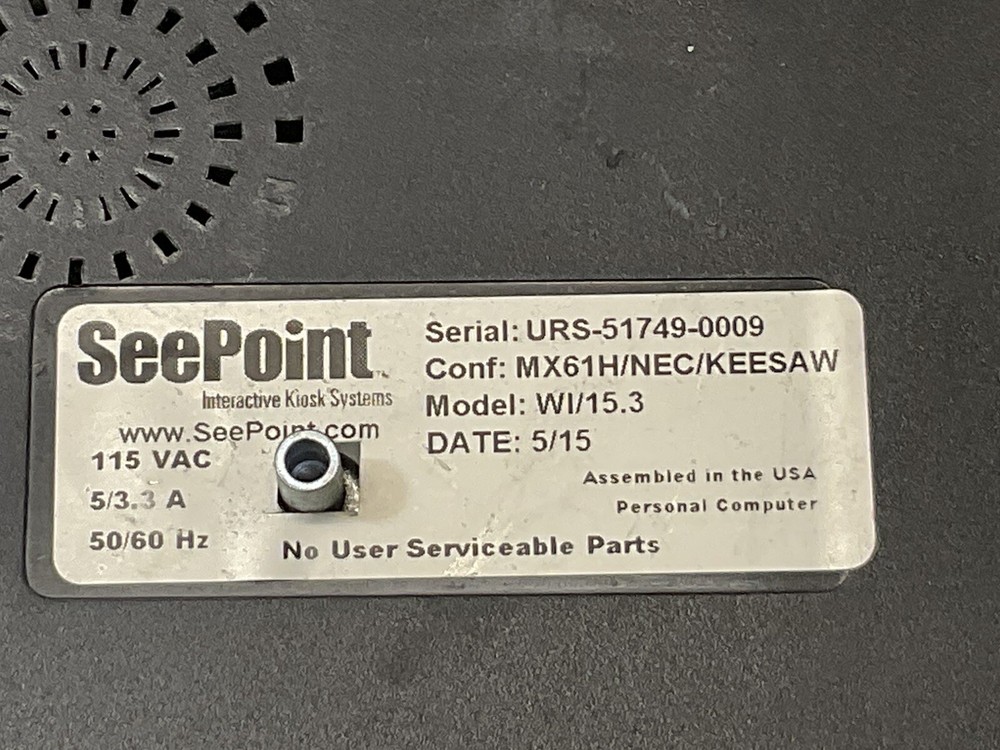 SeePoint™
Interactive Kiosk Systems
www.SeePoint.com
115 VAC
5/3.3 A
50/60 Hz
Serial: URS-51749-0009
Conf: MX61H/NEC/KEESAW
Model: WI/15.3
DATE: 5/15
Assembled in the USA
Personal Computer
No User Serviceable Parts